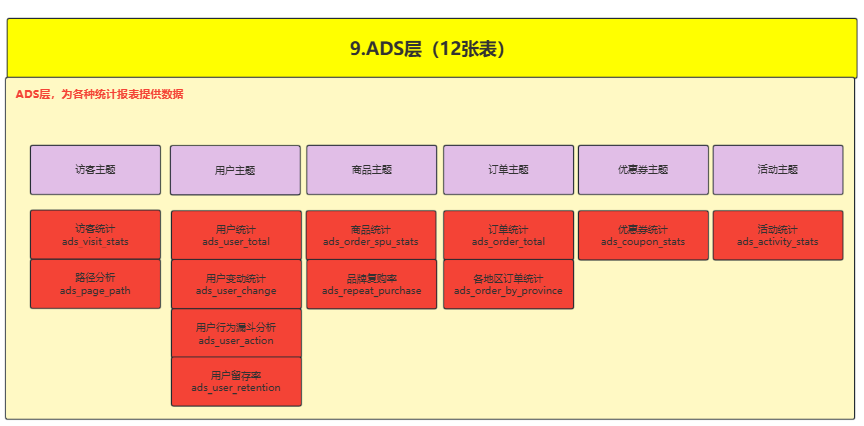 9.ADS层（12张表）
ADS层，为各种统计报表提供数据
访客主题
用户主题
商品主题
订单主题
优惠券主题
活动主题
访客统计
ads_visit_stats
用户统计
ads_user_total
商品统计
ads_order_spu_stats
订单统计
ads_order_total
优惠券统计
ads_coupon_stats
活动统计
ads_activity_stats
路径分析
ads_page_path
用户变动统计
ads_user_change
品牌复购率
ads_repeat_purchase
各地区订单统计
ads_order_by_province
用户行为漏斗分析
ads_user_action
用户留存率
ads_user_retention